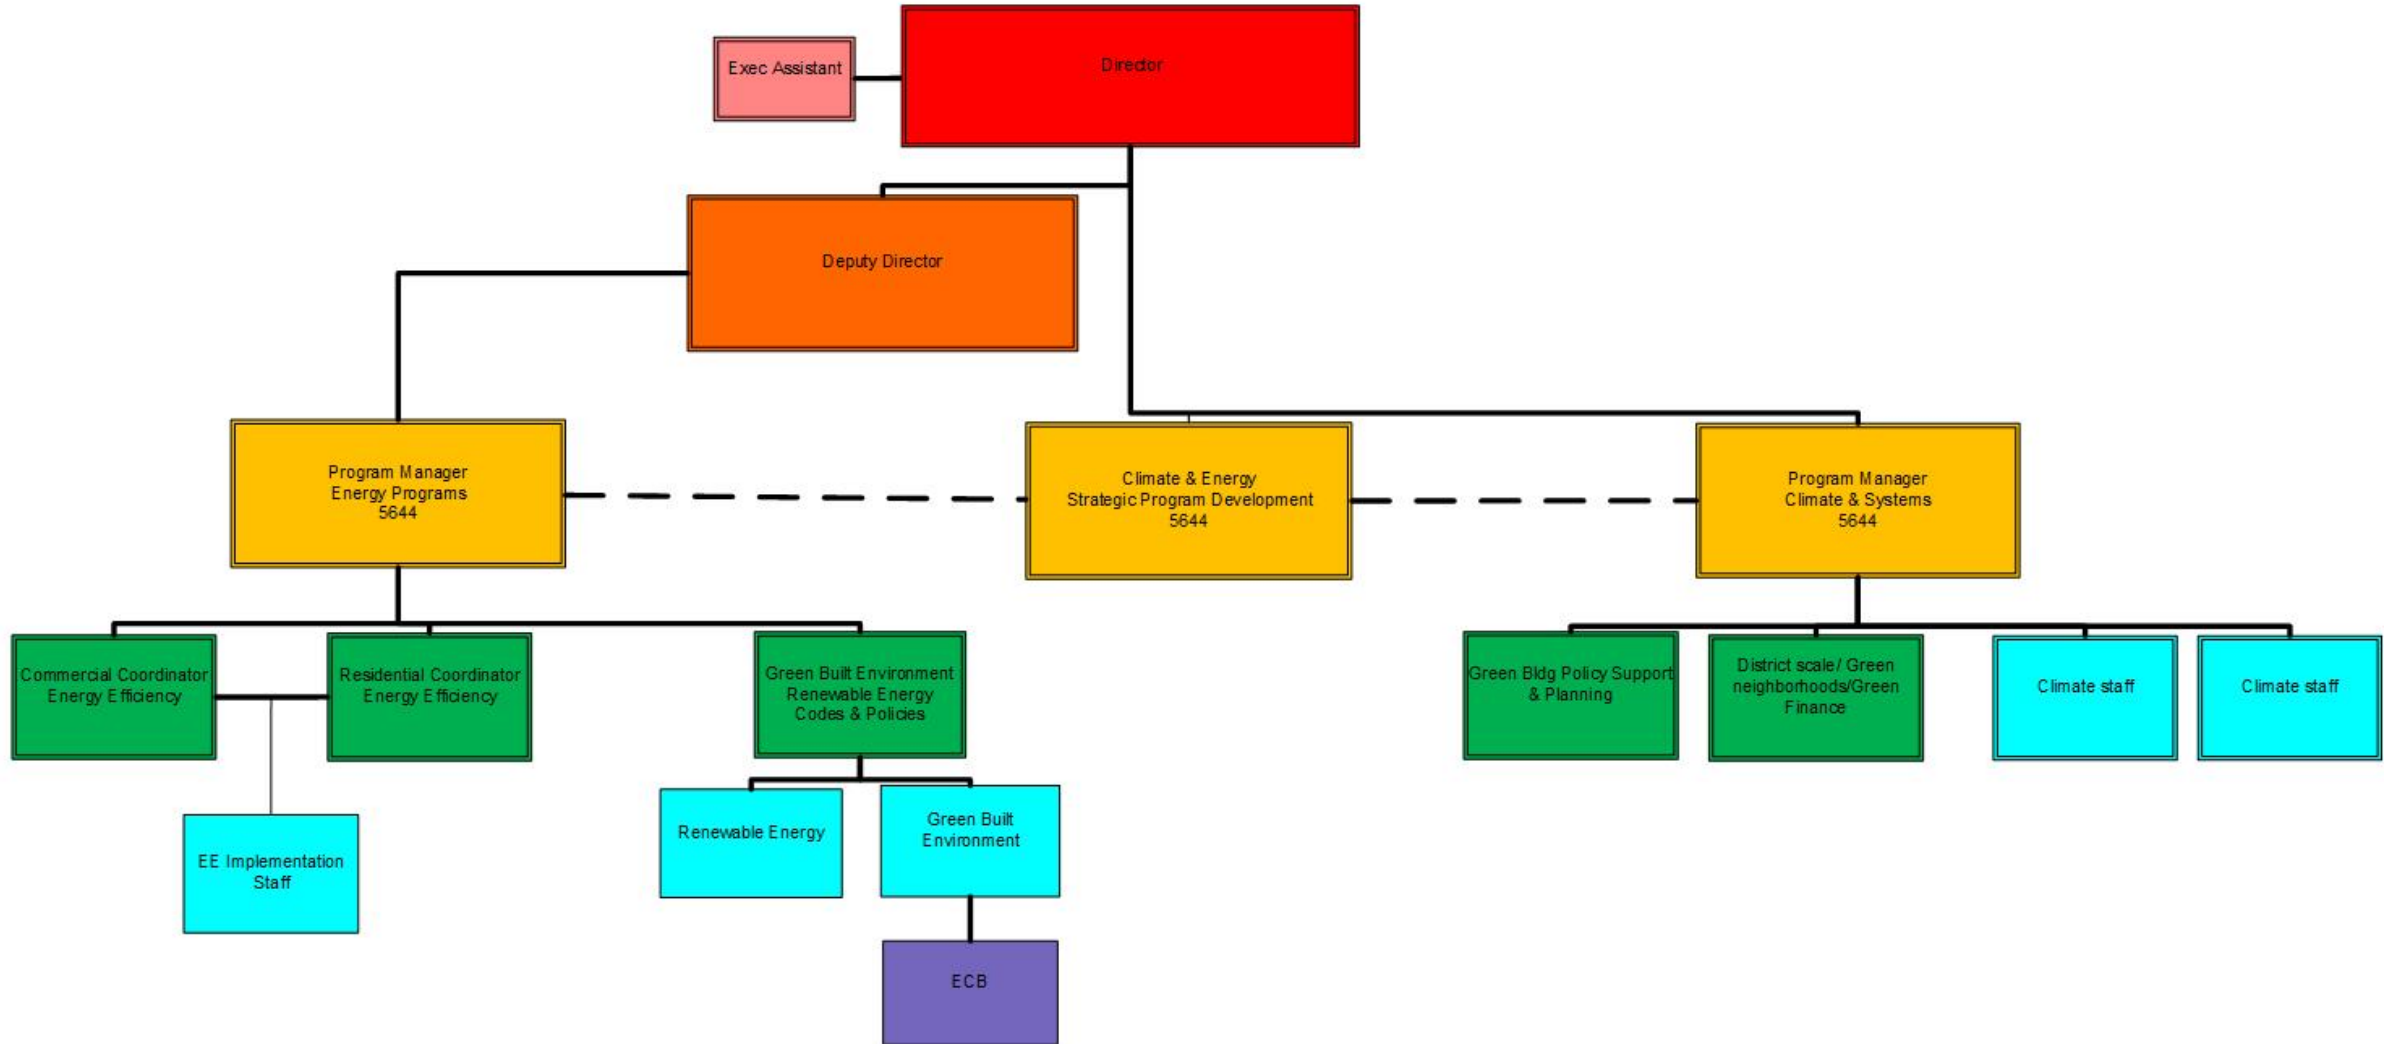 Exec Assistant
Director
Deputy Director
Program Manager
Energy Programs
5644
Climate & Energy
Strategic Program Development
5644
Program Manager
Climate & Systems
5644
Commercial Coordinator
Energy Efficiency
Residential Coordinator
Energy Efficiency
Green Built Environment
Renewable Energy
Codes & Policies
Green Bldg Policy Support
& Planning
District scale/ Green
neighborhoods/Green
Finance
Climate staff
Climate staff
EE Implementation
Staff
Renewable Energy
Green Built
Environment
ECB